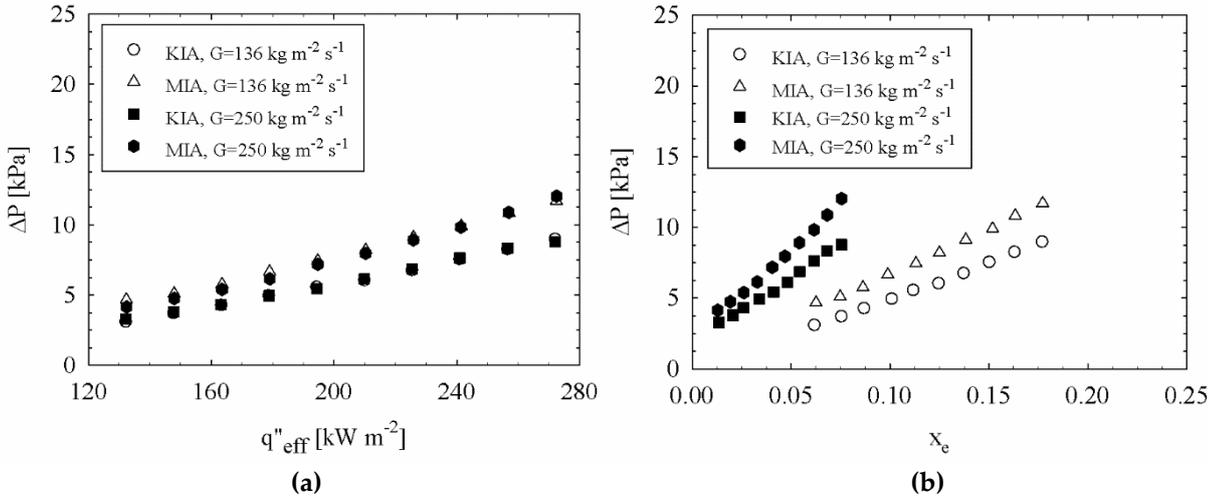 25
20
15
10
5
0
ΔP [kPa]
KIA, G=136 kg m⁻² s⁻¹
MIA, G=136 kg m⁻² s⁻¹
KIA, G=250 kg m⁻² s⁻¹
MIA, G=250 kg m⁻² s⁻¹
120 160 200 240 280
q"eff [kW m⁻²]
(a)
25
20
15
10
5
0
ΔP [kPa]
KIA, G=136 kg m⁻² s⁻¹
MIA, G=136 kg m⁻² s⁻¹
KIA, G=250 kg m⁻² s⁻¹
MIA, G=250 kg m⁻² s⁻¹
0.00 0.05 0.10 0.15 0.20 0.25
xe
(b)